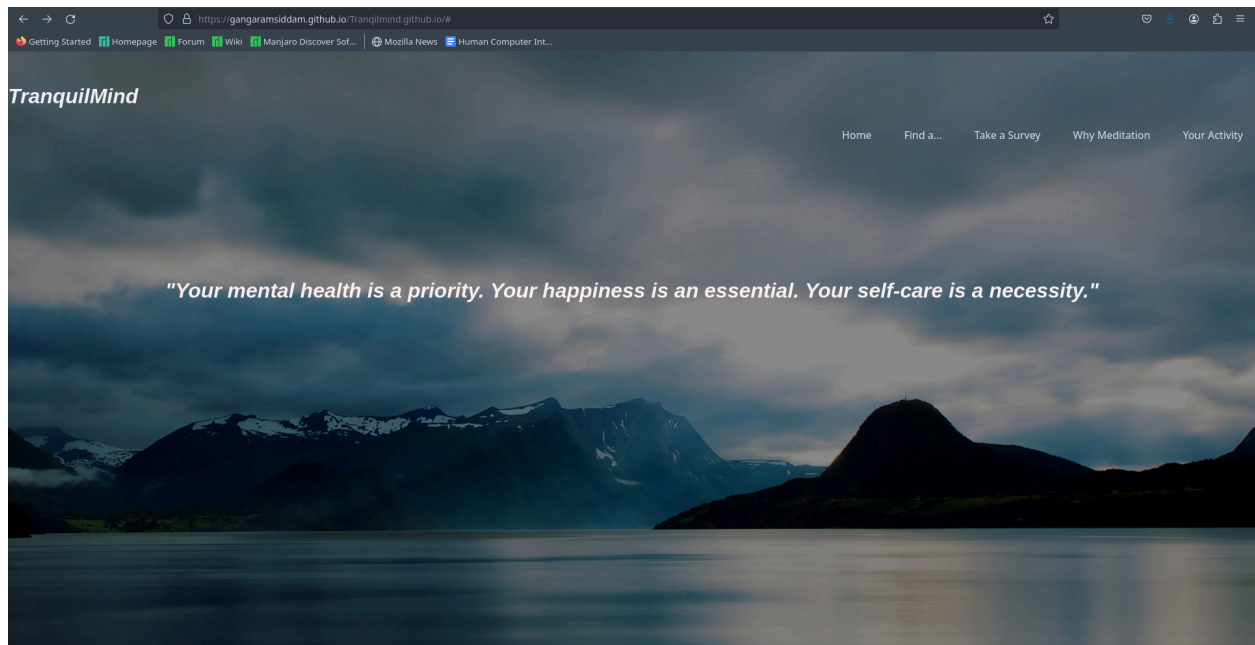 https://gangaramsiddam.github.io/Tranqilmind.github.io/#
Getting Started Homepage Forum Wiki Manjaro Discover Sof... Mozilla News Human Computer Int...
TranquilMind
Home Find a... Take a Survey Why Meditation Your Activity
"Your mental health is a priority. Your happiness is an essential. Your self-care is a necessity."